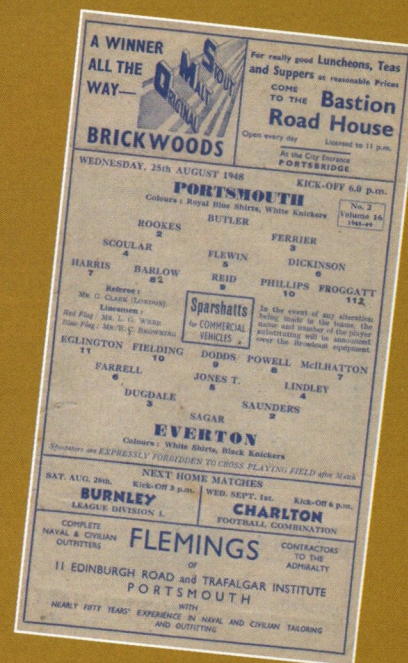 A WINNER
ALL THE
WAY—
STOUT
MALT
ORIGINAL
BRICKWOODS
For really good Luncheons, Teas
and Suppers at reasonable Prices
COME
TO THE
Bastion
Road House
Open every day
Licensed to 11 p.m.
At the City Entrance
PORTSBRIDGE
WEDNESDAY, 25th AUGUST 1948
KICK-OFF 6.0 p.m.
PORTSMOUTH
Colours : Royal Blue Shirts, White Knickers
No. 2
Volume 16
1948-49
BUTLER
ROOKES
2
FERRIER
3
SCOULAR
4
FLEWIN
5
DICKINSON
6
HARRIS
7
BARLOW
8
REID
9
PHILLIPS
10
FROGGATT
11
Referee :
Mr. G. CLARK (LONDON).
Linesmen :
Red Flag : Mr. L. G. WEBB
Blue Flag : Mr. W. C. BROWNING
Sparshatts
for COMMERCIAL
VEHICLES
In the event of any alteration
being made in the teams, the
name and number of the player
substituting will be announced
over the Broadcast equipment.
EGLINGTON
11
FIELDING
10
DODDS
9
POWELL
8
McILHATTON
7
FARRELL
6
JONES T.
5
LINDLEY
4
DUGDALE
3
SAUNDERS
2
SAGAR
EVERTON
Colours : White Shirts, Black Knickers
Spectators are EXPRESSLY FORBIDDEN TO CROSS PLAYING FIELD after Match
NEXT HOME MATCHES
SAT. AUG. 28th.
Kick-Off 3 p.m.
BURNLEY
LEAGUE DIVISION 1.
WED. SEPT. 1st.
Kick-Off 6 p.m.
CHARLTON
FOOTBALL COMBINATION
COMPLETE
NAVAL & CIVILIAN
OUTFITTERS
FLEMINGS
CONTRACTORS
TO THE
ADMIRALTY
OF
11 EDINBURGH ROAD and TRAFALGAR INSTITUTE
PORTSMOUTH
WITH
NEARLY FIFTY YEARS' EXPERIENCE IN NAVAL AND CIVILIAN TAILORING
AND OUTFITTING